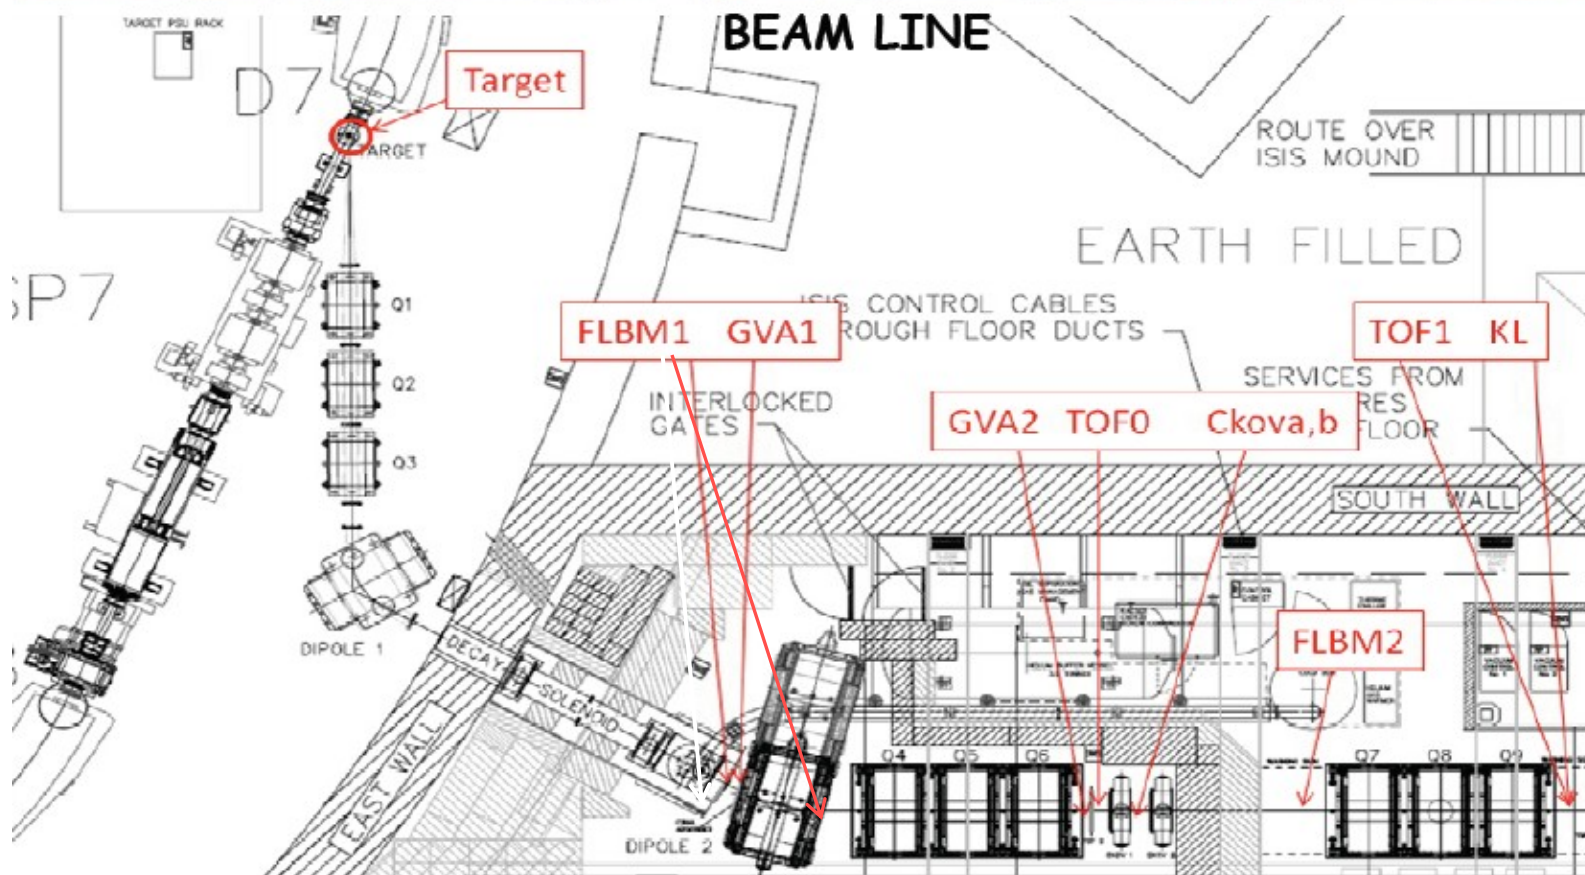 BEAM LINE
TARGET PSU RACK
D7
Target
TARGET
ROUTE OVER
ISIS MOUND
EARTH FILLED
SP7
Q1
ISIS CONTROL CABLES
ROUGH FLOOR DUCTS
FLBM1 GVA1
TOF1 KL
Q2
SERVICES FROM
RES
FLOOR
INTERLOCKED
GATES
GVA2 TOF0 Ckova,b
Q3
SOUTH WALL
DIPOLE 1
FLBM2
DECAY
SOLENOID
EAST WALL
Q4 Q5 Q6
Q7 Q8 Q9
DIPOLE 2